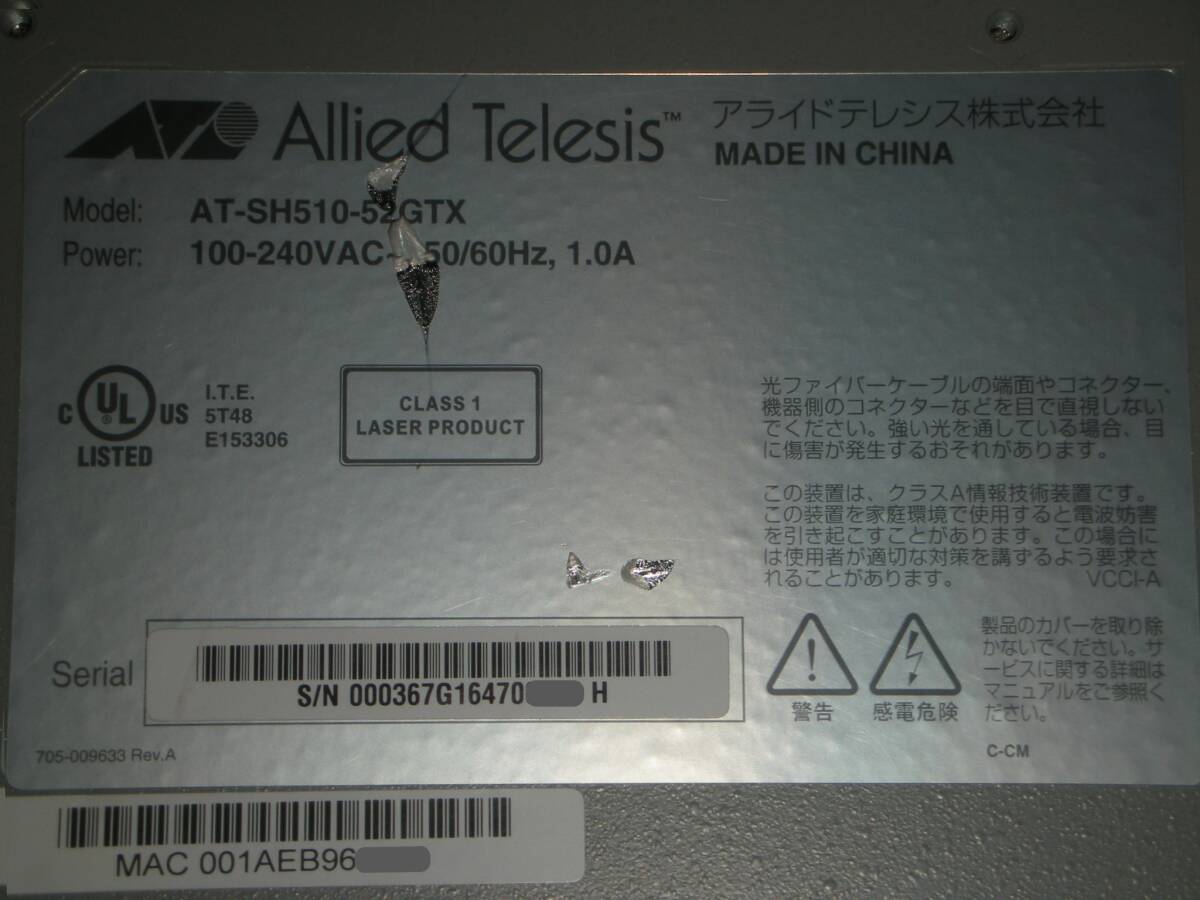 Allied Telesis™
アライドテレシス株式会社
MADE IN CHINA
Model: AT-SH510-52GTX
Power: 100-240VAC~ 50/60Hz, 1.0A
C UL ® US
LISTED
I.T.E.
5T48
E153306
CLASS 1
LASER PRODUCT
光ファイバーケーブルの端面やコネクター、
機器側のコネクターなどを目で直視しない
でください。強い光を通している場合、目
に傷害が発生するおそれがあります。
この装置は、クラスA情報技術装置です。
この装置を家庭環境で使用すると電波妨害
を引き起こすことがあります。この場合に
は使用者が適切な対策を講ずるよう要求さ
れることがあります。 VCCI-A
警告
感電危険
製品のカバーを取り除
かないでください。サ
ービスに関する詳細は
マニュアルをご参照く
ださい。
Serial
S/N 000367G16470 H
705-009633 Rev.A
C-CM
MAC 001AEB96